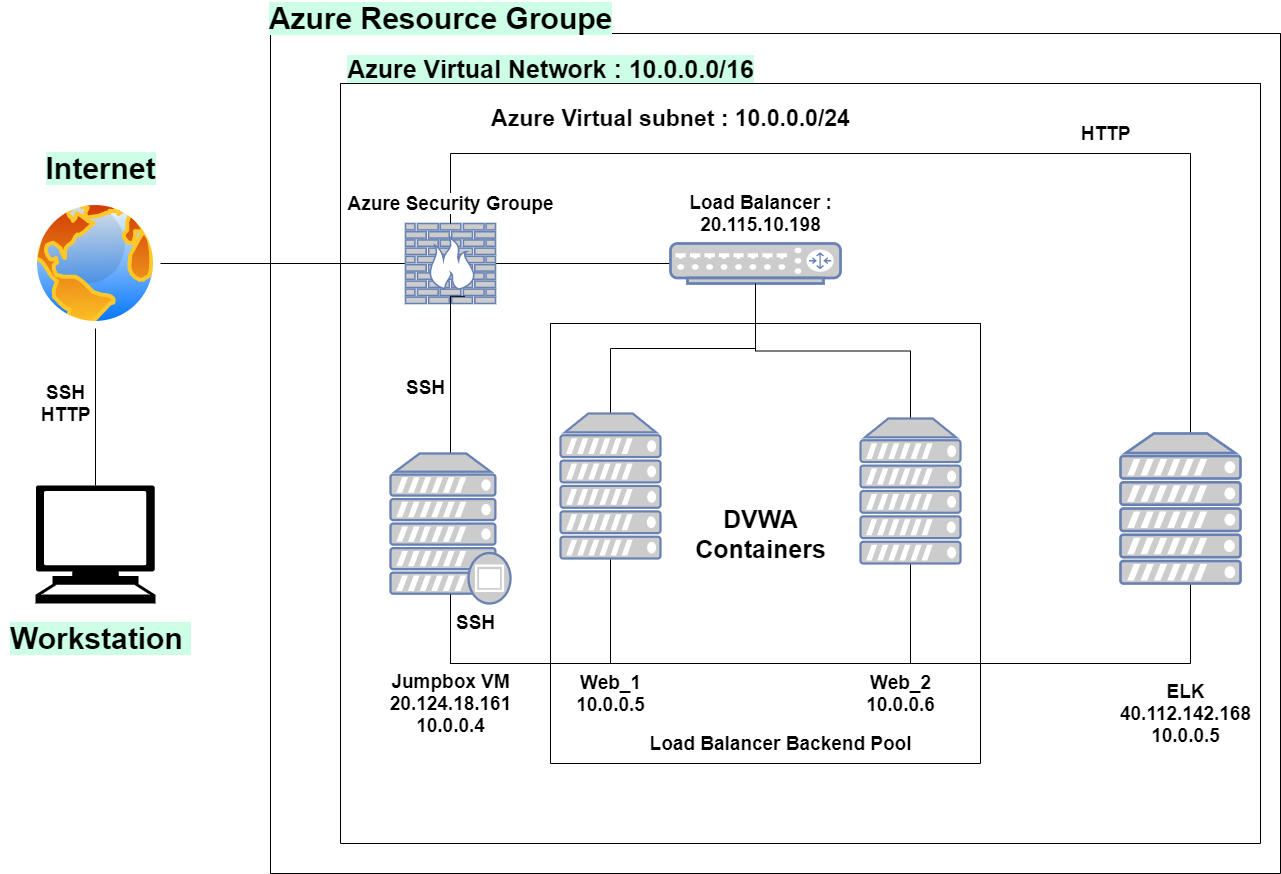 Azure Resource Groupe
Azure Virtual Network : 10.0.0.0/16
Azure Virtual subnet : 10.0.0.0/24
HTTP
Internet
Azure Security Groupe
Load Balancer :
20.115.10.198
SSH
HTTP
SSH
DVWA
Containers
SSH
Workstation
Jumpbox VM
20.124.18.161
10.0.0.4
Web_1
10.0.0.5
Web_2
10.0.0.6
ELK
40.112.142.168
10.0.0.5
Load Balancer Backend Pool